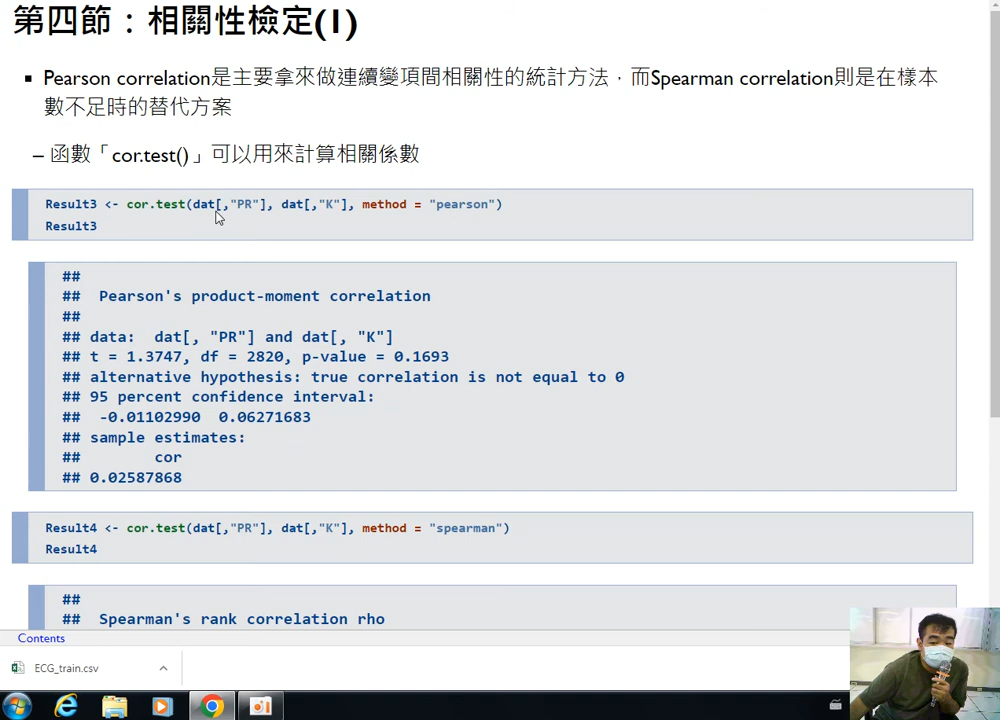 第四節：相關性檢定(1)
▪ Pearson correlation是主要拿來做連續變項間相關性的統計方法，而Spearman correlation則是在樣本
數不足時的替代方案
– 函數「cor.test()」可以用來計算相關係數
Result3 <- cor.test(dat[,"PR"], dat[,"K"], method = "pearson")
Result3
##
##  Pearson's product-moment correlation
##
## data:  dat[, "PR"] and dat[, "K"]
## t = 1.3747, df = 2820, p-value = 0.1693
## alternative hypothesis: true correlation is not equal to 0
## 95 percent confidence interval:
##  -0.01102990  0.06271683
## sample estimates:
##        cor
## 0.02587868
Result4 <- cor.test(dat[,"PR"], dat[,"K"], method = "spearman")
Result4
##
##  Spearman's rank correlation rho
Contents
ECG_train.csv